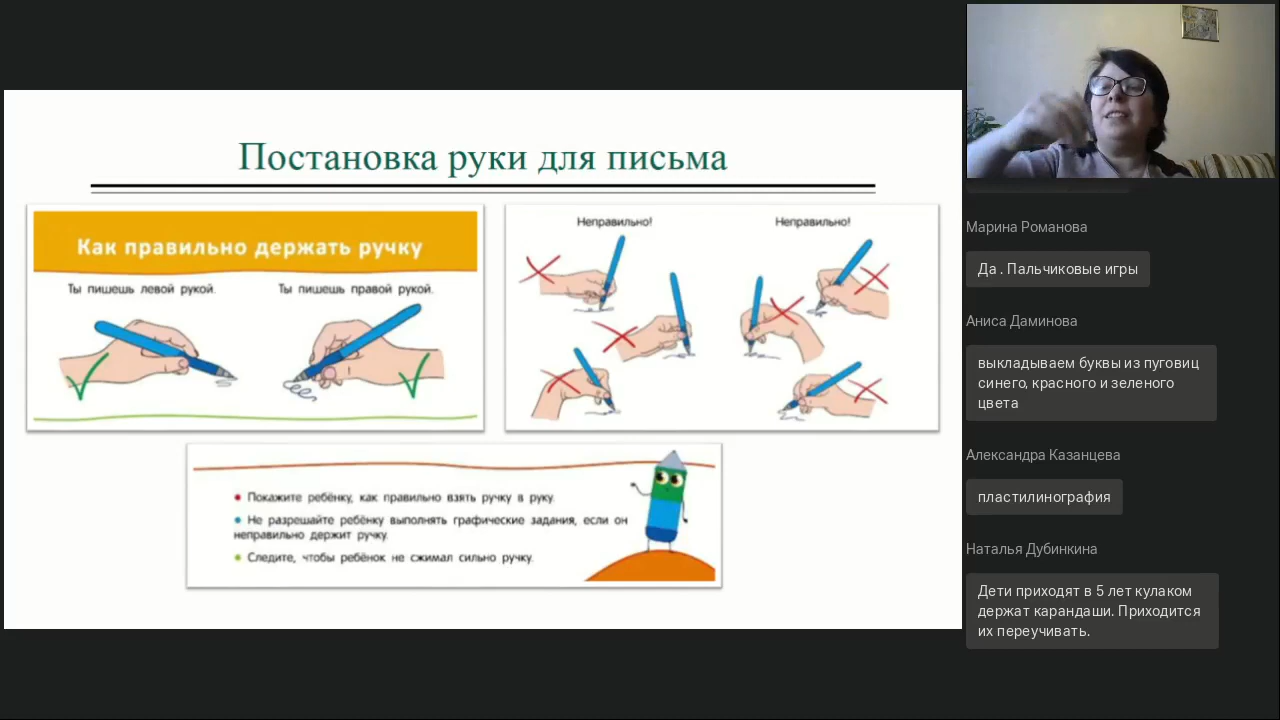 Постановка руки для письма
Как правильно держать ручку
Ты пишешь левой рукой.
Ты пишешь правой рукой.
Неправильно!
Неправильно!
Покажите ребёнку, как правильно взять ручку в руку.
Не разрешайте ребёнку выполнять графические задания, если он
неправильно держит ручку.
Следите, чтобы ребёнок не сжимал сильно ручку.
Марина Романова
Да . Пальчиковые игры
Аниса Даминова
выкладываем буквы из пуговиц
синего, красного и зеленого
цвета
Александра Казанцева
пластилинография
Наталья Дубинкина
Дети приходят в 5 лет кулаком
держат карандаши. Приходится
их переучивать.